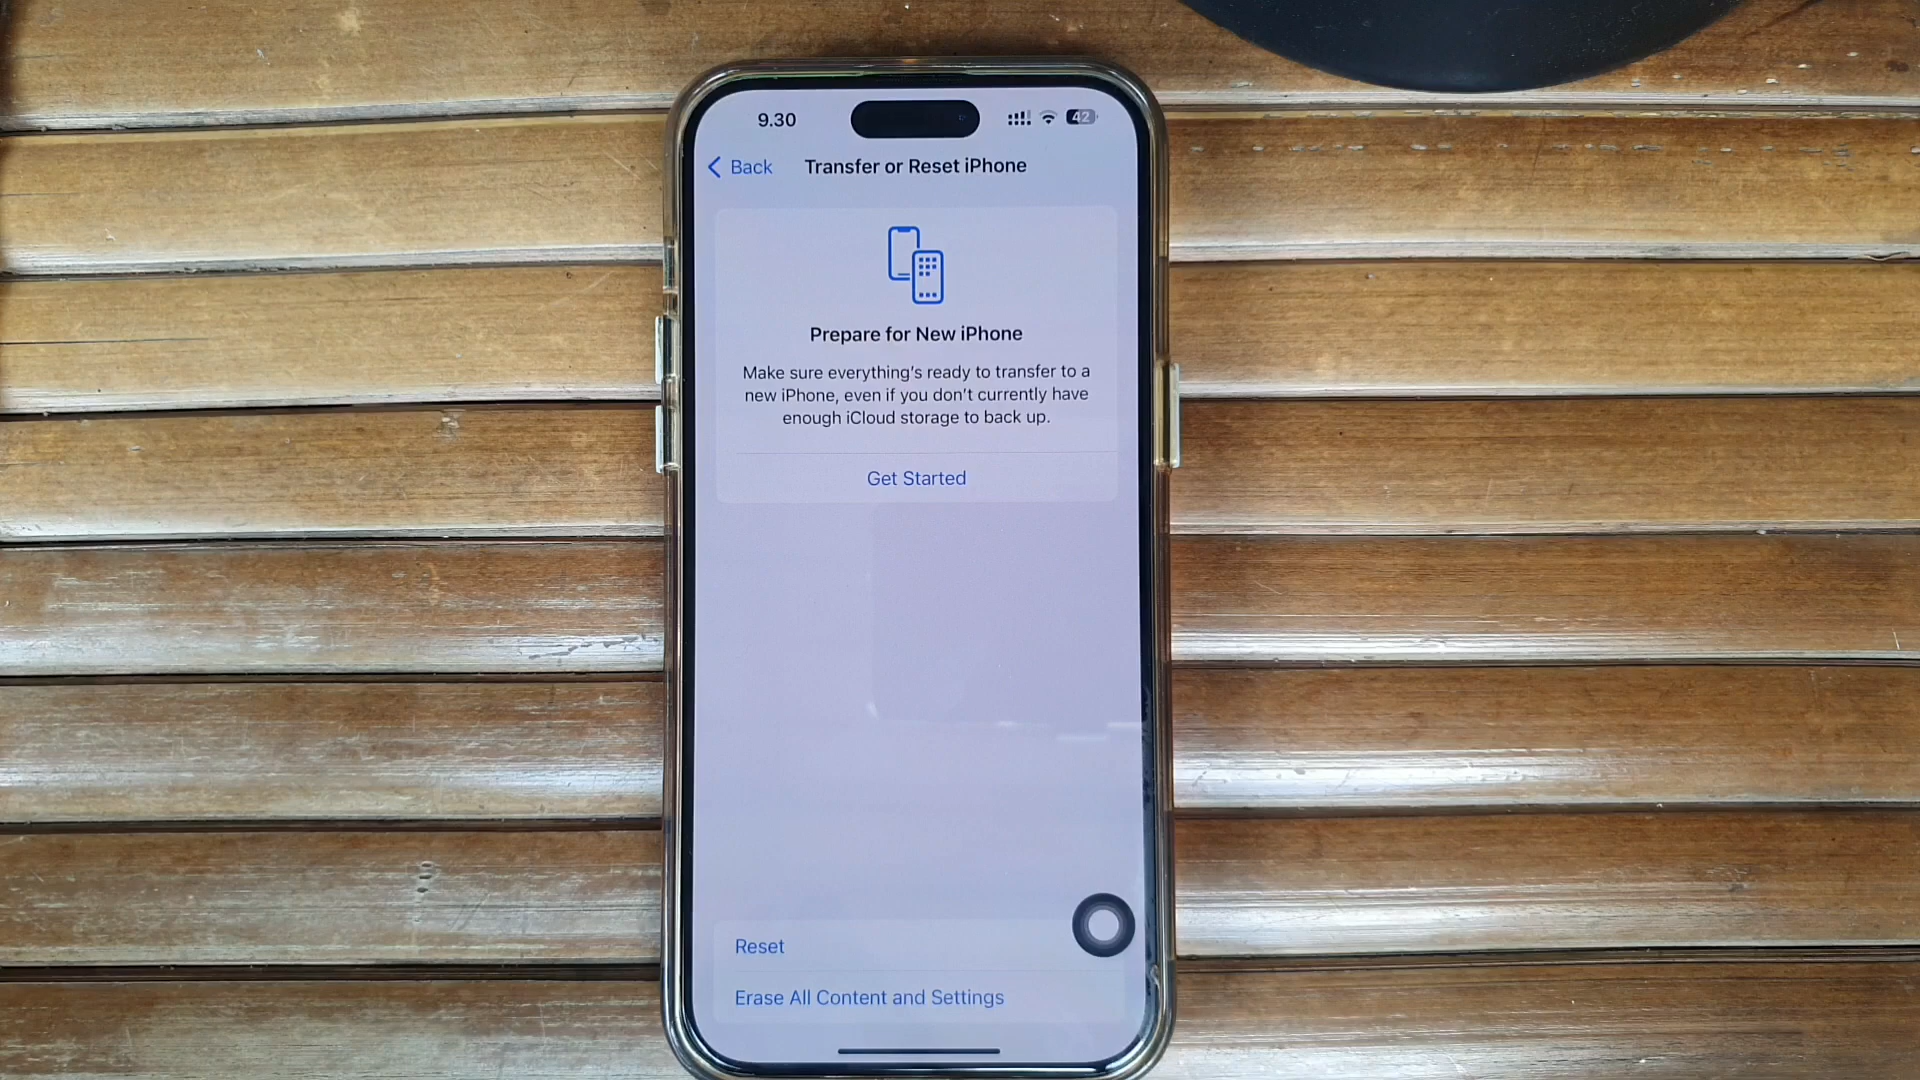 9.30
42
Back
Transfer or Reset iPhone
Prepare for New iPhone
Make sure everything's ready to transfer to a
new iPhone, even if you don't currently have
enough iCloud storage to back up.
Get Started
Reset
Erase All Content and Settings